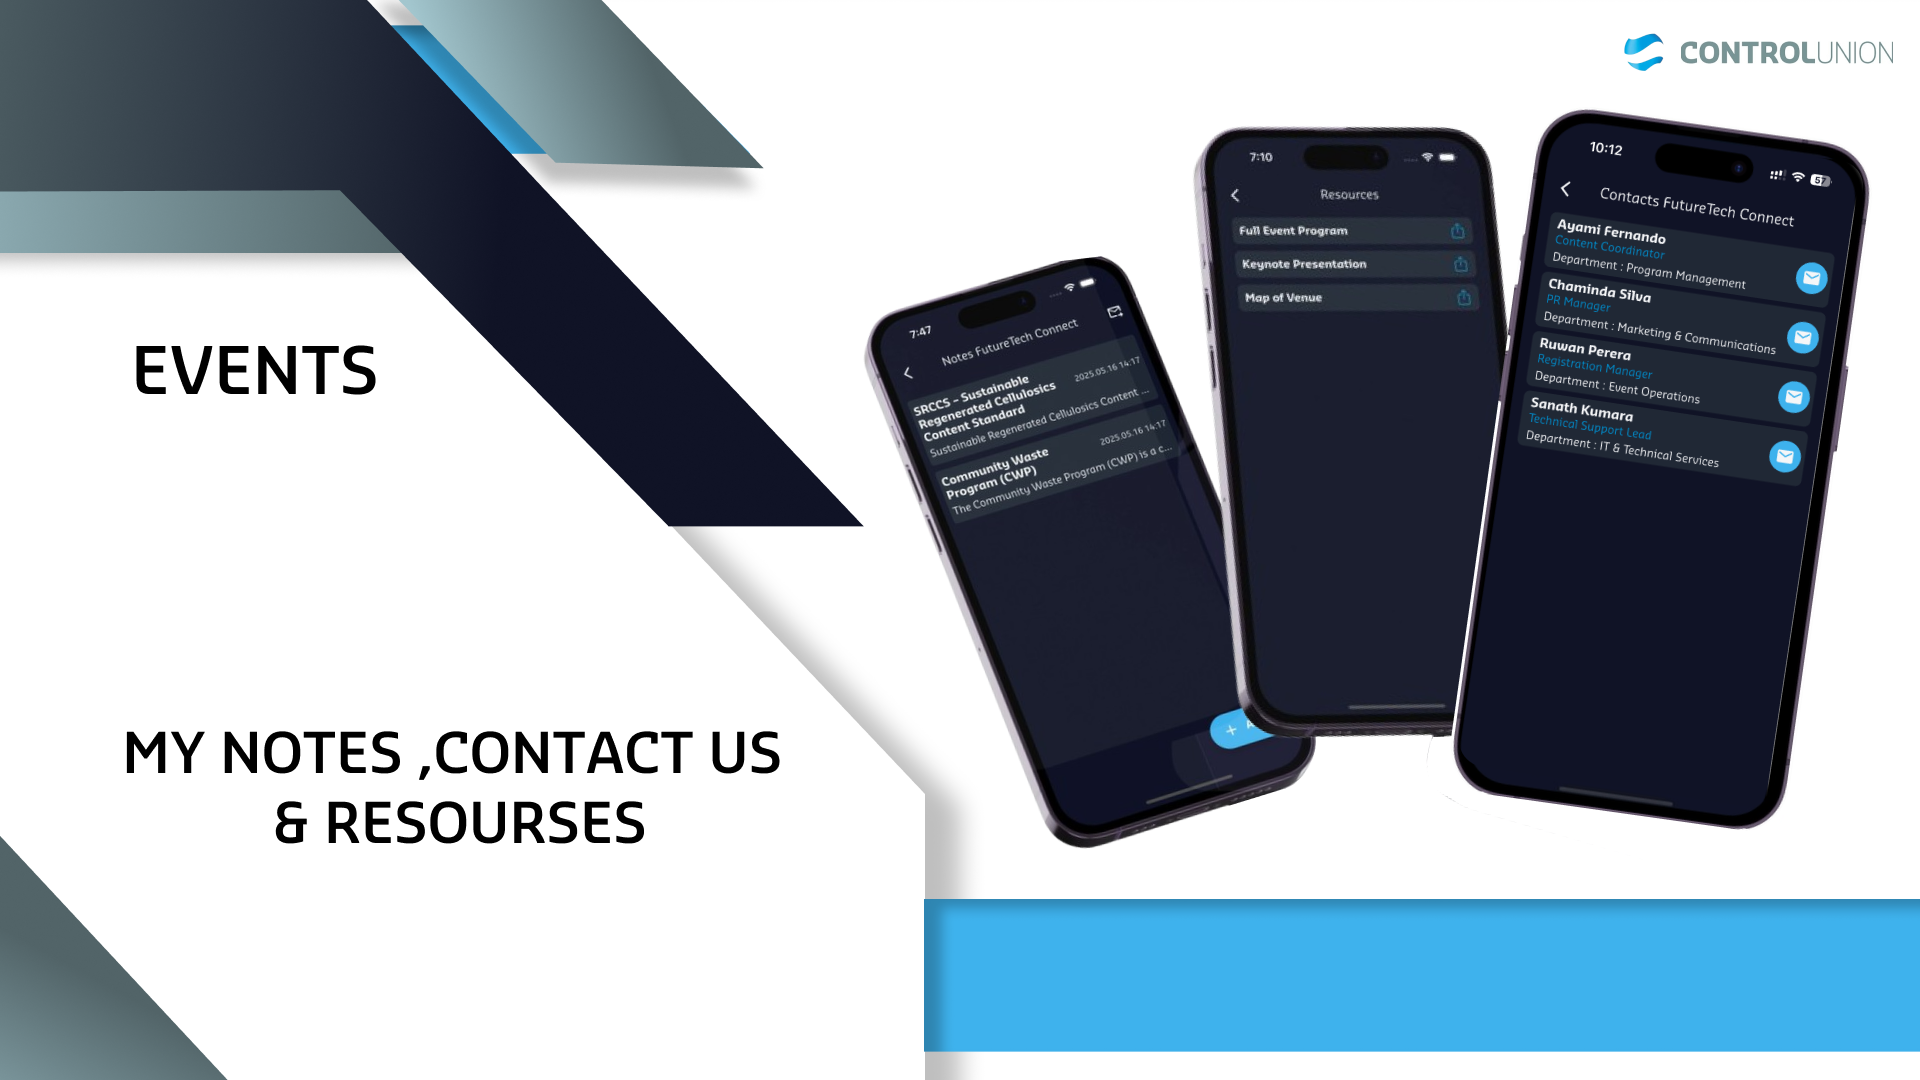 CONTROLUNION
EVENTS
MY NOTES ,CONTACT US
& RESOURSES
7:47
Notes FutureTech Connect
SRCCS - Sustainable
Regenerated Cellulosics
Content Standard
2025.05.16 14:17
Sustainable Regenerated Cellulosics Content ...
Community Waste
Program (CWP)
2025.05.16 14:17
The Community Waste Program (CWP) is a c...
+
7:10
Resources
Full Event Program
Keynote Presentation
Map of Venue
10:12
57
Contacts FutureTech Connect
Ayami Fernando
Content Coordinator
Department : Program Management
Chaminda Silva
PR Manager
Department : Marketing & Communications
Ruwan Perera
Registration Manager
Department : Event Operations
Sanath Kumara
Technical Support Lead
Department : IT & Technical Services